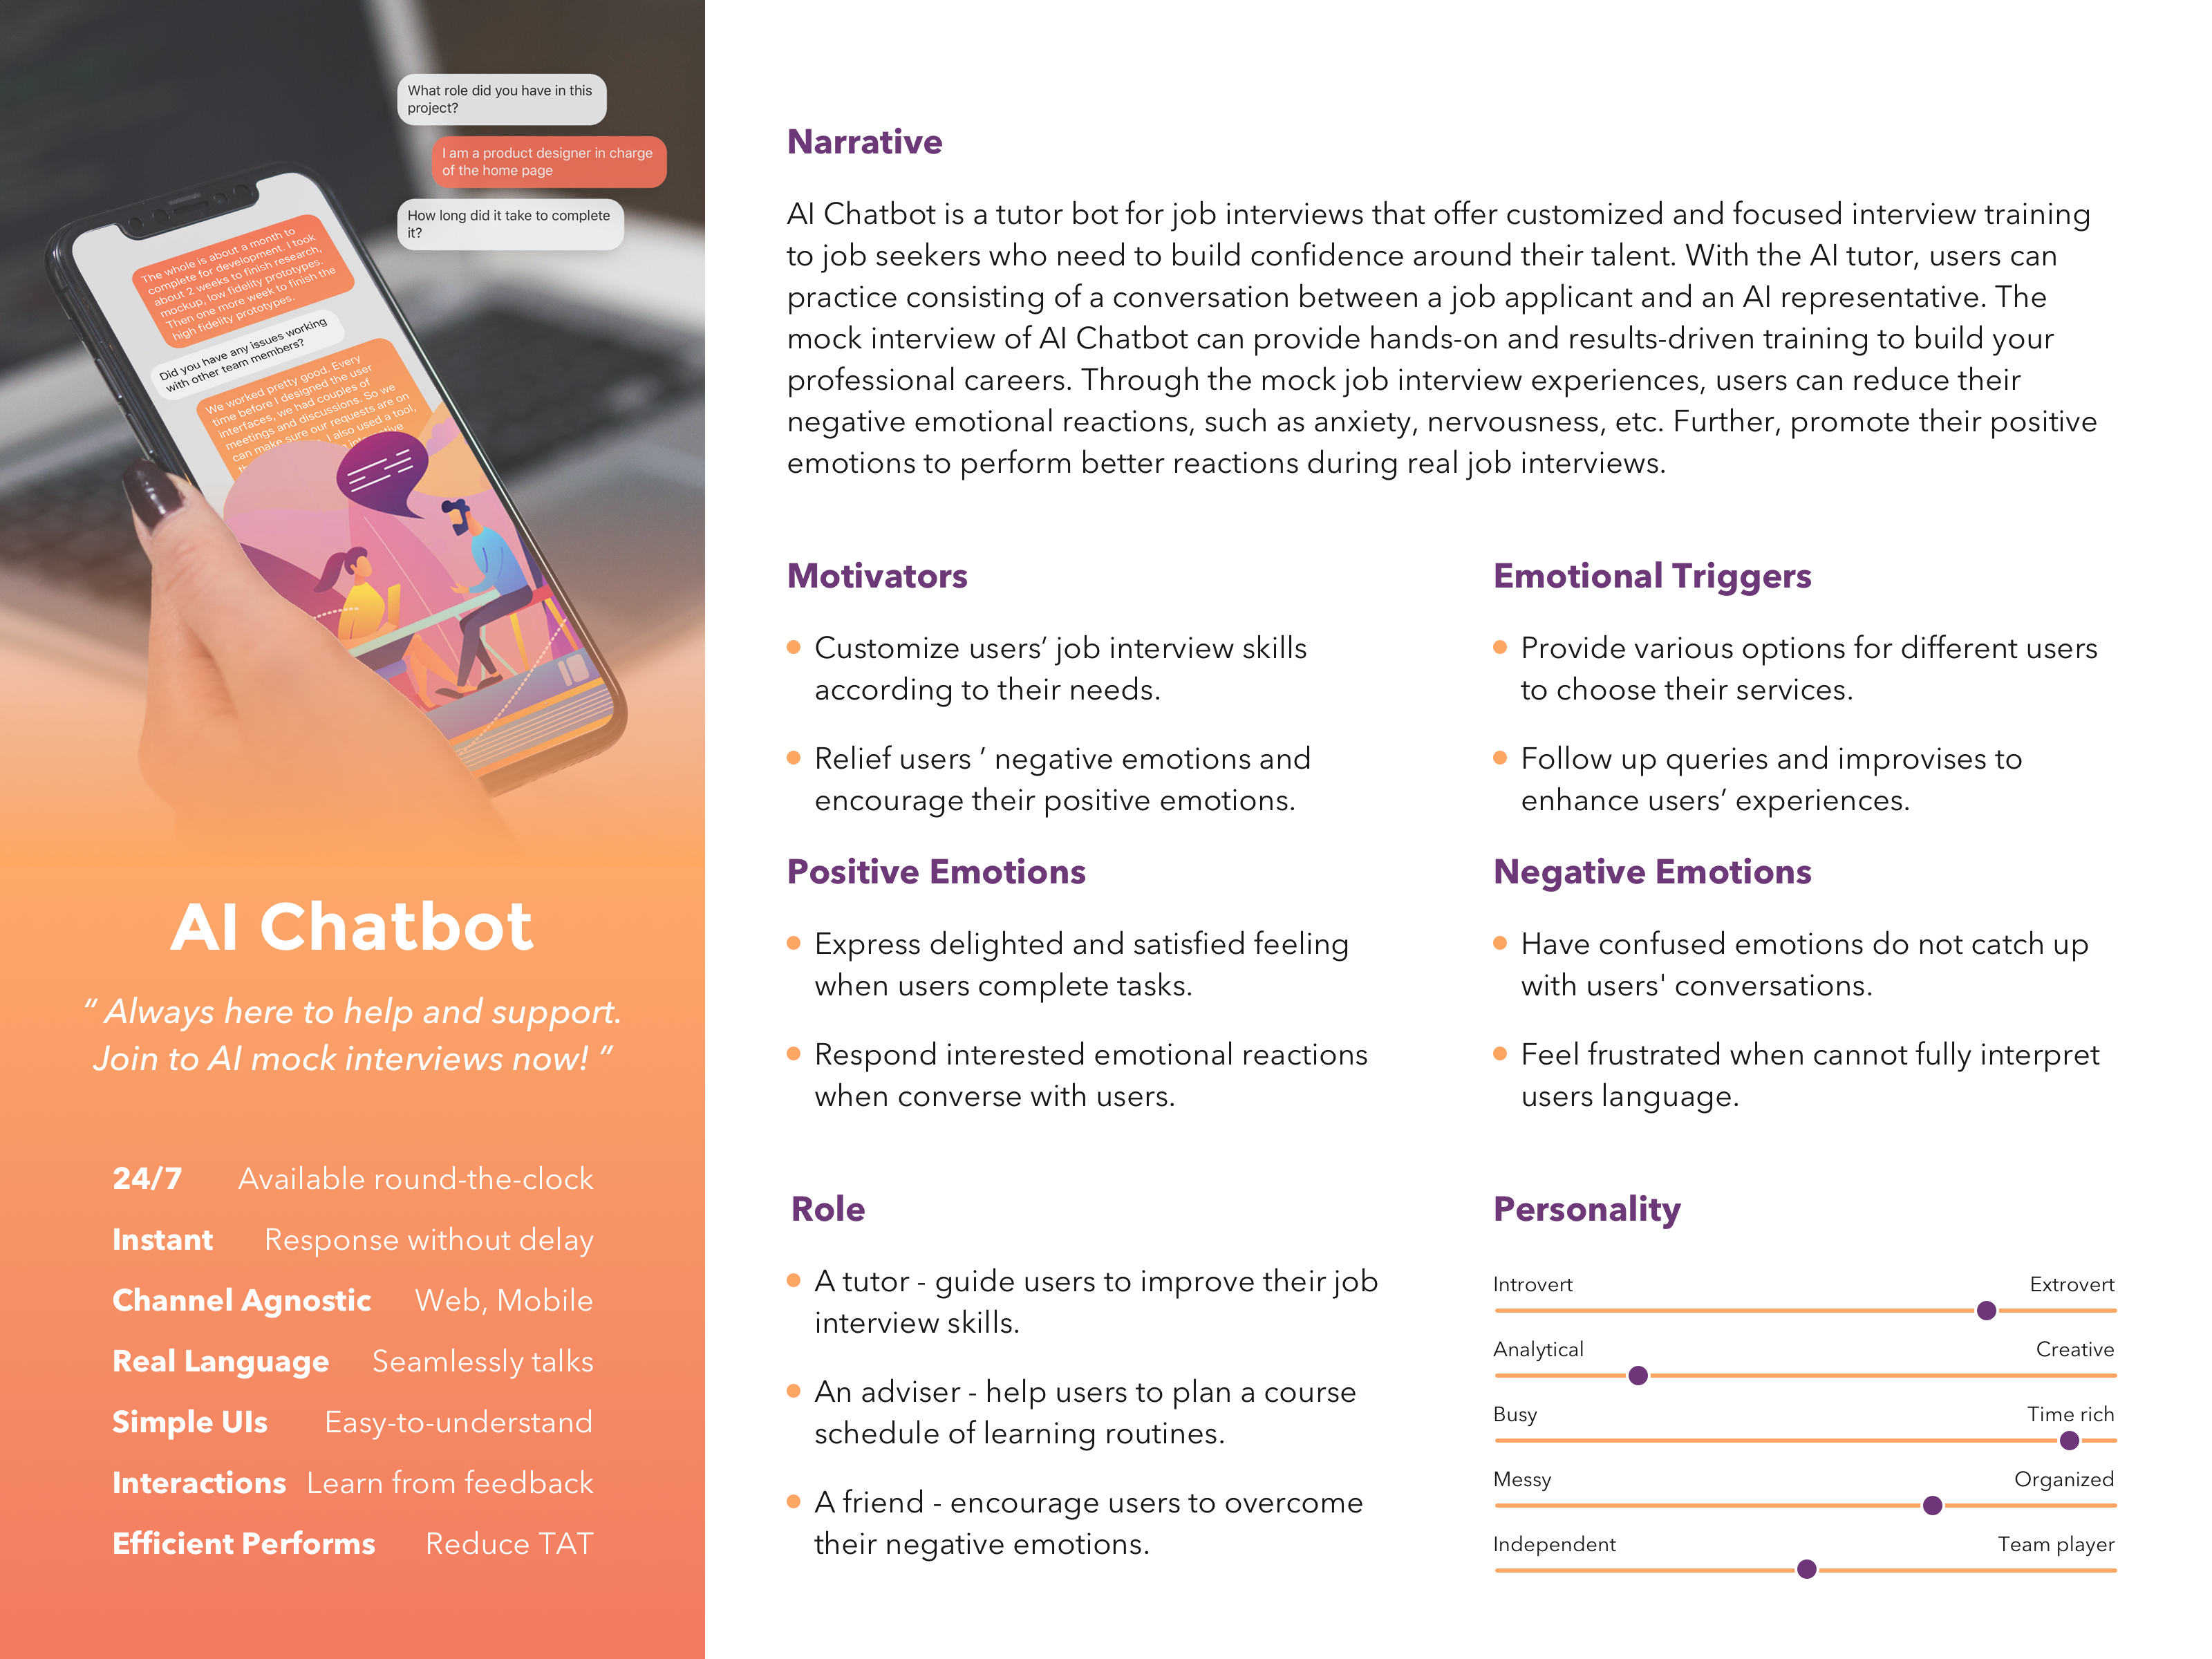 What role did you have in this
project?
I am a product designer in charge
of the home page
How long did it take to complete
it?
The whole is about a month to
complete for development. I took
about 2 weeks to finish research,
mockup, low fidelity prototypes.
Then one more week to finish the
high fidelity prototypes.
Did you have any issues working
with other team members?
We worked pretty good. Every
time before I designed the user
interfaces, we had couples of
meetings and discussions. So we
can make sure our requests are on
I also used a tool,
AI Chatbot
“ Always here to help and support.
Join to AI mock interviews now! ”
24/7 Available round-the-clock
Instant Response without delay
Channel Agnostic Web, Mobile
Real Language Seamlessly talks
Simple UIs Easy-to-understand
Interactions Learn from feedback
Efficient Performs Reduce TAT
Narrative
AI Chatbot is a tutor bot for job interviews that offer customized and focused interview training
to job seekers who need to build confidence around their talent. With the AI tutor, users can
practice consisting of a conversation between a job applicant and an AI representative. The
mock interview of AI Chatbot can provide hands-on and results-driven training to build your
professional careers. Through the mock job interview experiences, users can reduce their
negative emotional reactions, such as anxiety, nervousness, etc. Further, promote their positive
emotions to perform better reactions during real job interviews.
Motivators
Customize users’ job interview skills
according to their needs.
Relief users ’ negative emotions and
encourage their positive emotions.
Emotional Triggers
Provide various options for different users
to choose their services.
Follow up queries and improvises to
enhance users’ experiences.
Positive Emotions
Express delighted and satisfied feeling
when users complete tasks.
Respond interested emotional reactions
when converse with users.
Negative Emotions
Have confused emotions do not catch up
with users' conversations.
Feel frustrated when cannot fully interpret
users language.
Role
A tutor - guide users to improve their job
interview skills.
An adviser - help users to plan a course
schedule of learning routines.
A friend - encourage users to overcome
their negative emotions.
Personality
Introvert Extrovert
Analytical Creative
Busy Time rich
Messy Organized
Independent Team player